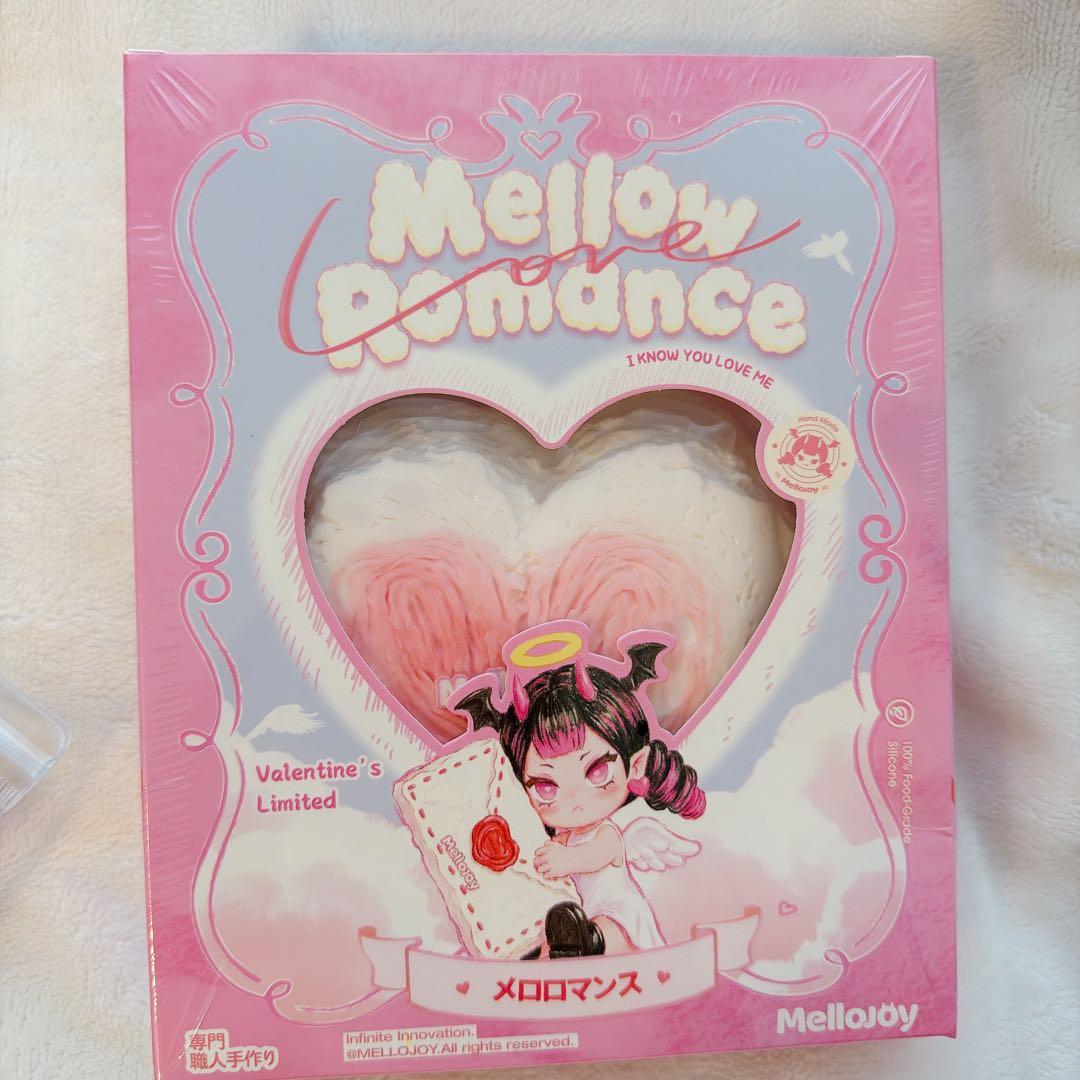 Mellow
Love
Romance
I KNOW YOU LOVE ME
Hand Made
MelloJoy
Valentine's
Limited
MelloJoy
100% Food-Grade
Silicone
メロロマンス
MelloJoy
専門
職人手作り
Infinite Innovation.
@MELLOJOY.All rights reserved.